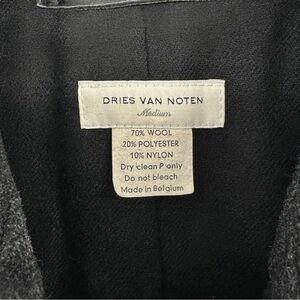 DRIES VAN NOTEN
Medium
70% WOOL
20% POLYESTER
10% NYLON
Dry clean P only
Do not bleach
Made in Belgium